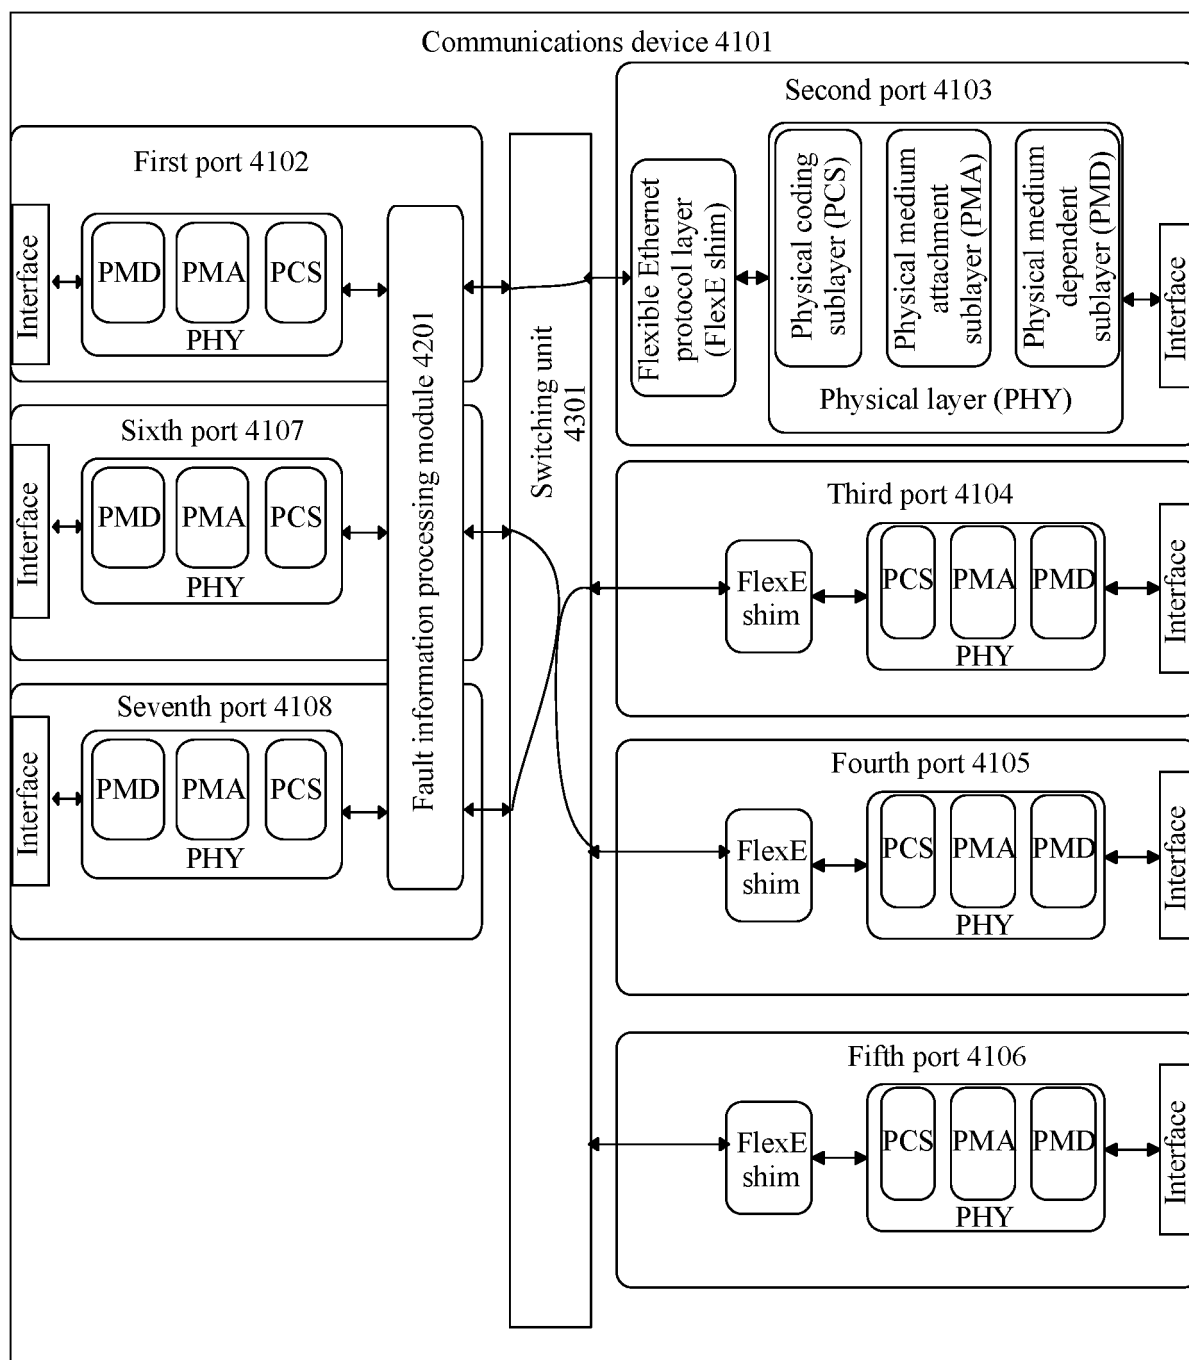 Communications device 4101
First port 4102
Interface
PMD
PMA
PCS
PHY
Sixth port 4107
Interface
PMD
PMA
PCS
PHY
Seventh port 4108
Interface
PMD
PMA
PCS
PHY
Fault information processing module 4201
Switching unit
4301
Second port 4103
Flexible Ethernet
protocol layer
(FlexE shim)
Physical coding
sublayer (PCS)
Physical medium
attachment
sublayer (PMA)
Physical medium
dependent
sublayer (PMD)
Physical layer (PHY)
Interface
Third port 4104
FlexE
shim
PCS
PMA
PMD
PHY
Interface
Fourth port 4105
FlexE
shim
PCS
PMA
PMD
PHY
Interface
Fifth port 4106
FlexE
shim
PCS
PMA
PMD
PHY
Interface